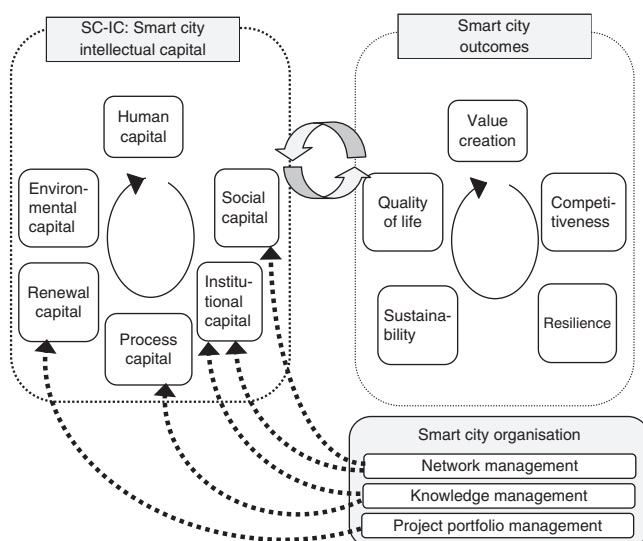 SC-IC: Smart city
intellectual capital
Human
capital
Environ-
mental capital
Social
capital
Renewal
capital
Institu-
tional
capital
Process
capital
Smart city
outcomes
Value
creation
Quality
of life
Competi-
tiveness
Sustaina-
bility
Resilience
Smart city organisation
Network management
Knowledge management
Project portfolio management